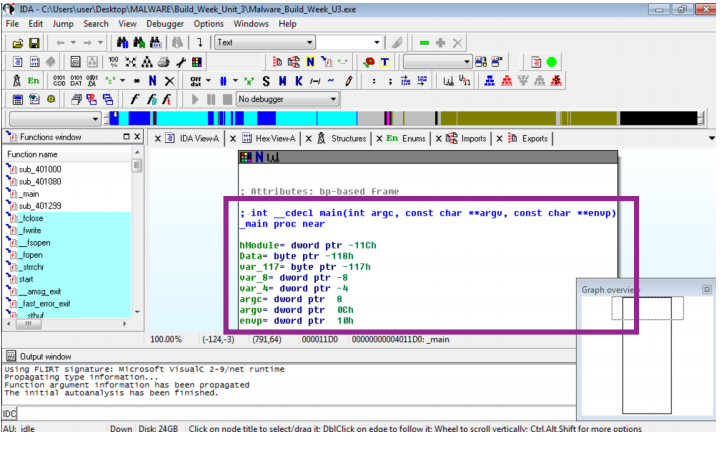 IDA - C:\Users\user\Desktop\MALWARE\Build_Week_Unit_3\Malware_Build_Week_U3.exe
File Edit Jump Search View Debugger Options Windows Help
Text
En
No debugger
Functions window
IDA View-A
Hex View-A
Structures
En Enums
Imports
Exports
Function name
sub_401000
sub_401080
_main
sub_401299
_fclose
_fwrite
__fsopen
_fopen
_strrchr
start
__amsg_exit
_fast_error_exit
__stbuf
; Attributes: bp-based frame
; int __cdecl main(int argc, const char **argv, const char **envp)
_main proc near
hModule= dword ptr -11Ch
Data= byte ptr -118h
var_117= byte ptr -117h
var_8= dword ptr -8
var_4= dword ptr -4
argc= dword ptr 8
argv= dword ptr 0Ch
envp= dword ptr 10h
Graph overview
100.00% (-124,-3) (791,64) 000011D0 00000000004011D0: _main
Output window
Using FLIRT signature: Microsoft VisualC 2-9/net runtime
Propagating type information...
Function argument information has been propagated
The initial autoanalysis has been finished.
IDC
AU: idle Down Disk: 24GB Click on node title to select/drag it; DblClick on edge to follow it; Wheel to scroll vertically; Ctrl,Alt,Shift for more options